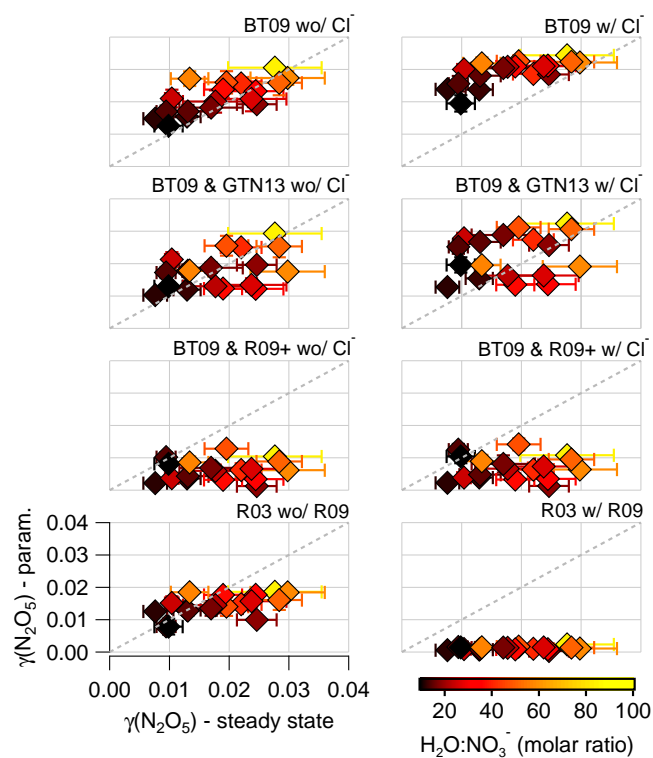 BT09 wo/ Cl⁻
BT09 w/ Cl⁻
BT09 & GTN13 wo/ Cl⁻
BT09 & GTN13 w/ Cl⁻
BT09 & R09+ wo/ Cl⁻
BT09 & R09+ w/ Cl⁻
R03 wo/ R09
R03 w/ R09
0.04
0.03
0.02
0.01
0.00
γ(N₂O₅) - param.
0.00 0.01 0.02 0.03 0.04
γ(N₂O₅) - steady state
20 40 60 80 100
H₂O:NO₃⁻ (molar ratio)